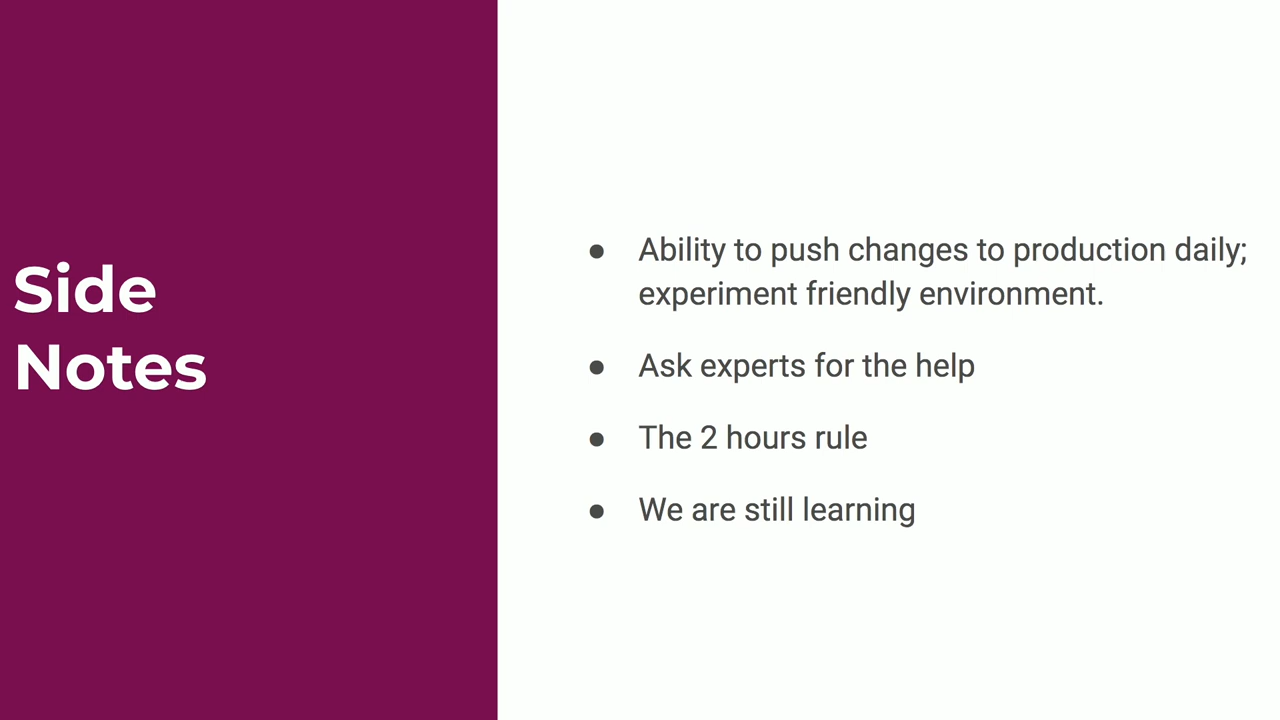 Side
Notes
● Ability to push changes to production daily;
experiment friendly environment.
● Ask experts for the help
● The 2 hours rule
● We are still learning